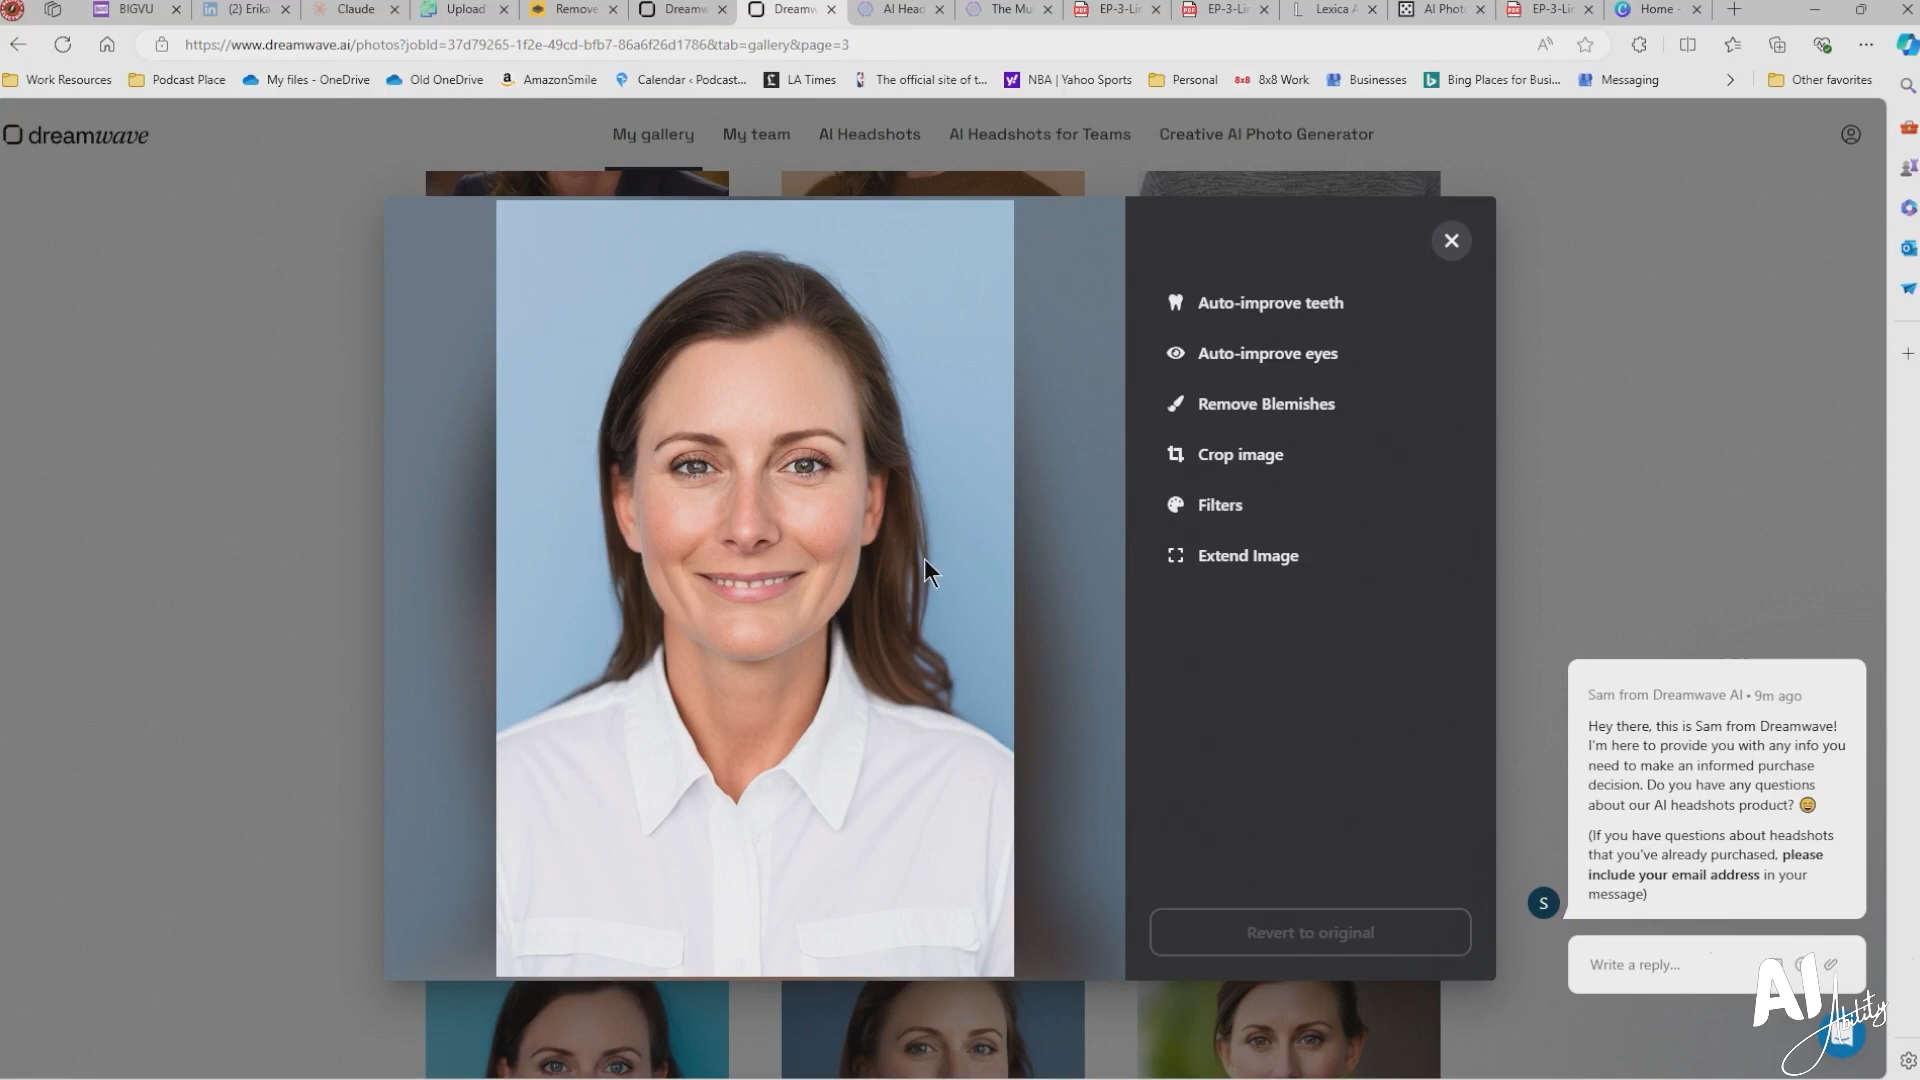 BIGVU
(2) Erika
Claude
Upload
Remove
Dreamw
Dreamw
AI Head
The Mu
EP-3-Lir
EP-3-Lir
Lexica A
AI Phot
EP-3-Lir
Home -
https://www.dreamwave.ai/photos?jobId=37d79265-1f2e-49cd-bfb7-86a6f26d1786&tab=gallery&page=3
Work Resources
Podcast Place
My files - OneDrive
Old OneDrive
AmazonSmile
Calendar ‹ Podcast...
LA Times
The official site of t...
NBA | Yahoo Sports
Personal
8x8 8x8 Work
Businesses
Bing Places for Busi...
Messaging
Other favorites
dreamwave
My gallery
My team
AI Headshots
AI Headshots for Teams
Creative AI Photo Generator
Auto-improve teeth
Auto-improve eyes
Remove Blemishes
Crop image
Filters
Extend Image
Revert to original
Sam from Dreamwave AI • 9m ago
Hey there, this is Sam from Dreamwave!
I'm here to provide you with any info you
need to make an informed purchase
decision. Do you have any questions
about our AI headshots product? 😄
(If you have questions about headshots
that you've already purchased, please
include your email address in your
message)
S
Write a reply...
AI Ability